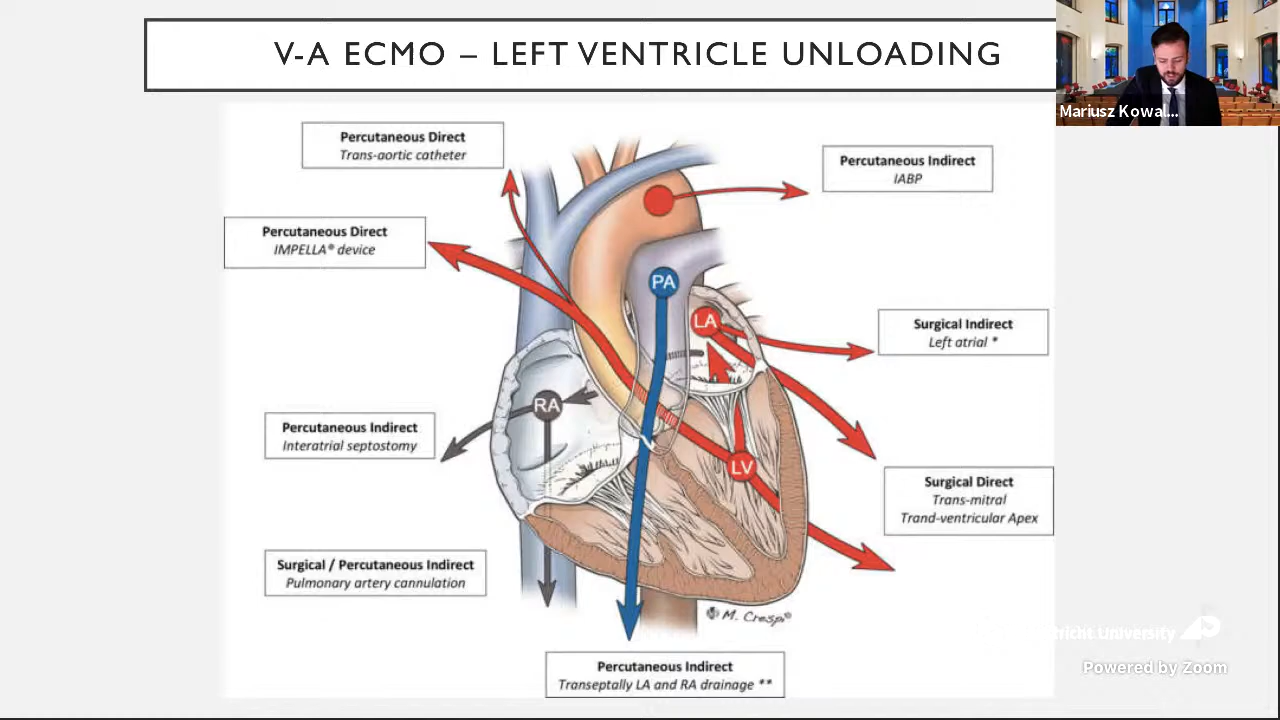 V-A ECMO – LEFT VENTRICLE UNLOADING
Mariusz Kowal...
Percutaneous Direct
Trans-aortic catheter
Percutaneous Indirect
IABP
Percutaneous Direct
IMPELLA® device
PA
LA
Surgical Indirect
Left atrial *
RA
Percutaneous Indirect
Interatrial septostomy
LV
Surgical Direct
Trans-mitral
Trand-ventricular Apex
Surgical / Percutaneous Indirect
Pulmonary artery cannulation
M. Crespi©
University
Powered by Zoom
Percutaneous Indirect
Transeptally LA and RA drainage **